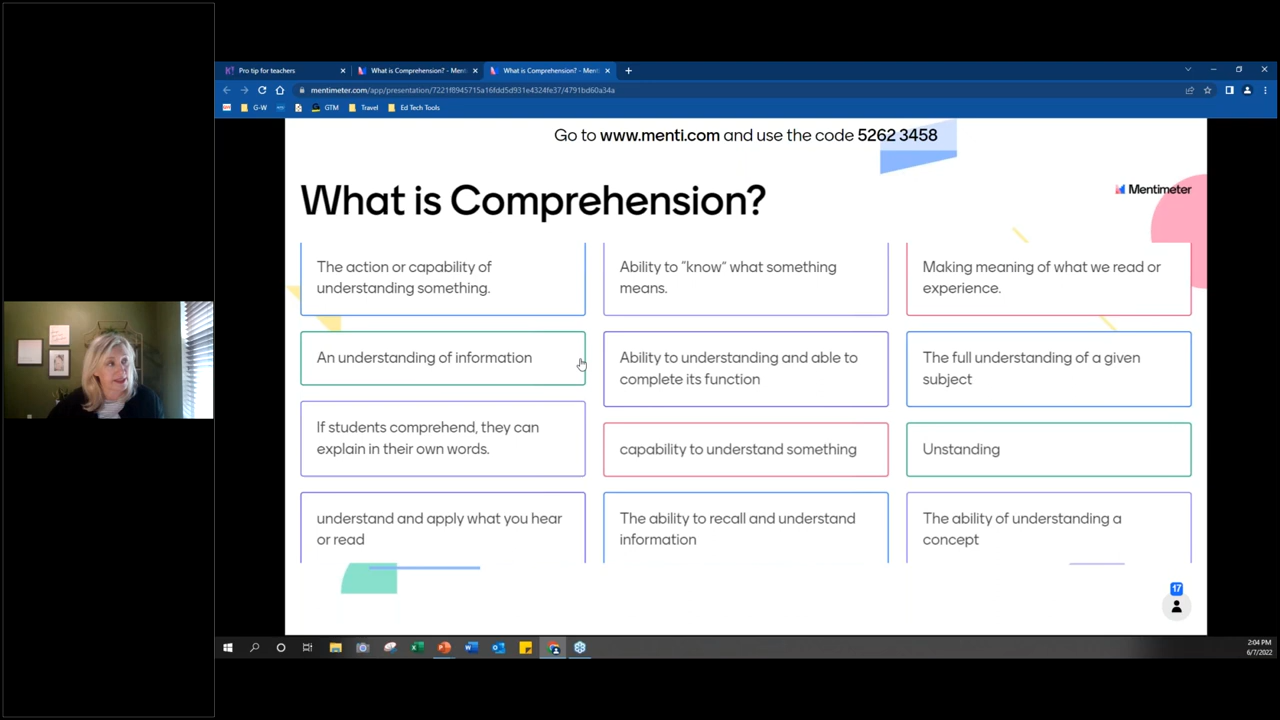 Pro tip for teachers
What is Comprehension? - Ment
What is Comprehension? - Ment
mentimeter.com/app/presentation/7221f8945715a16fdd5d931e4324fe37/4791bd60a34a
G-W
GTM
Travel
Ed Tech Tools
Go to www.menti.com and use the code 5262 3458
What is Comprehension?
Mentimeter
The action or capability of
understanding something.
Ability to "know" what something
means.
Making meaning of what we read or
experience.
An understanding of information
Ability to understanding and able to
complete its function
The full understanding of a given
subject
If students comprehend, they can
explain in their own words.
capability to understand something
Unstanding
understand and apply what you hear
or read
The ability to recall and understand
information
The ability of understanding a
concept
17
2:04 PM
6/7/2022